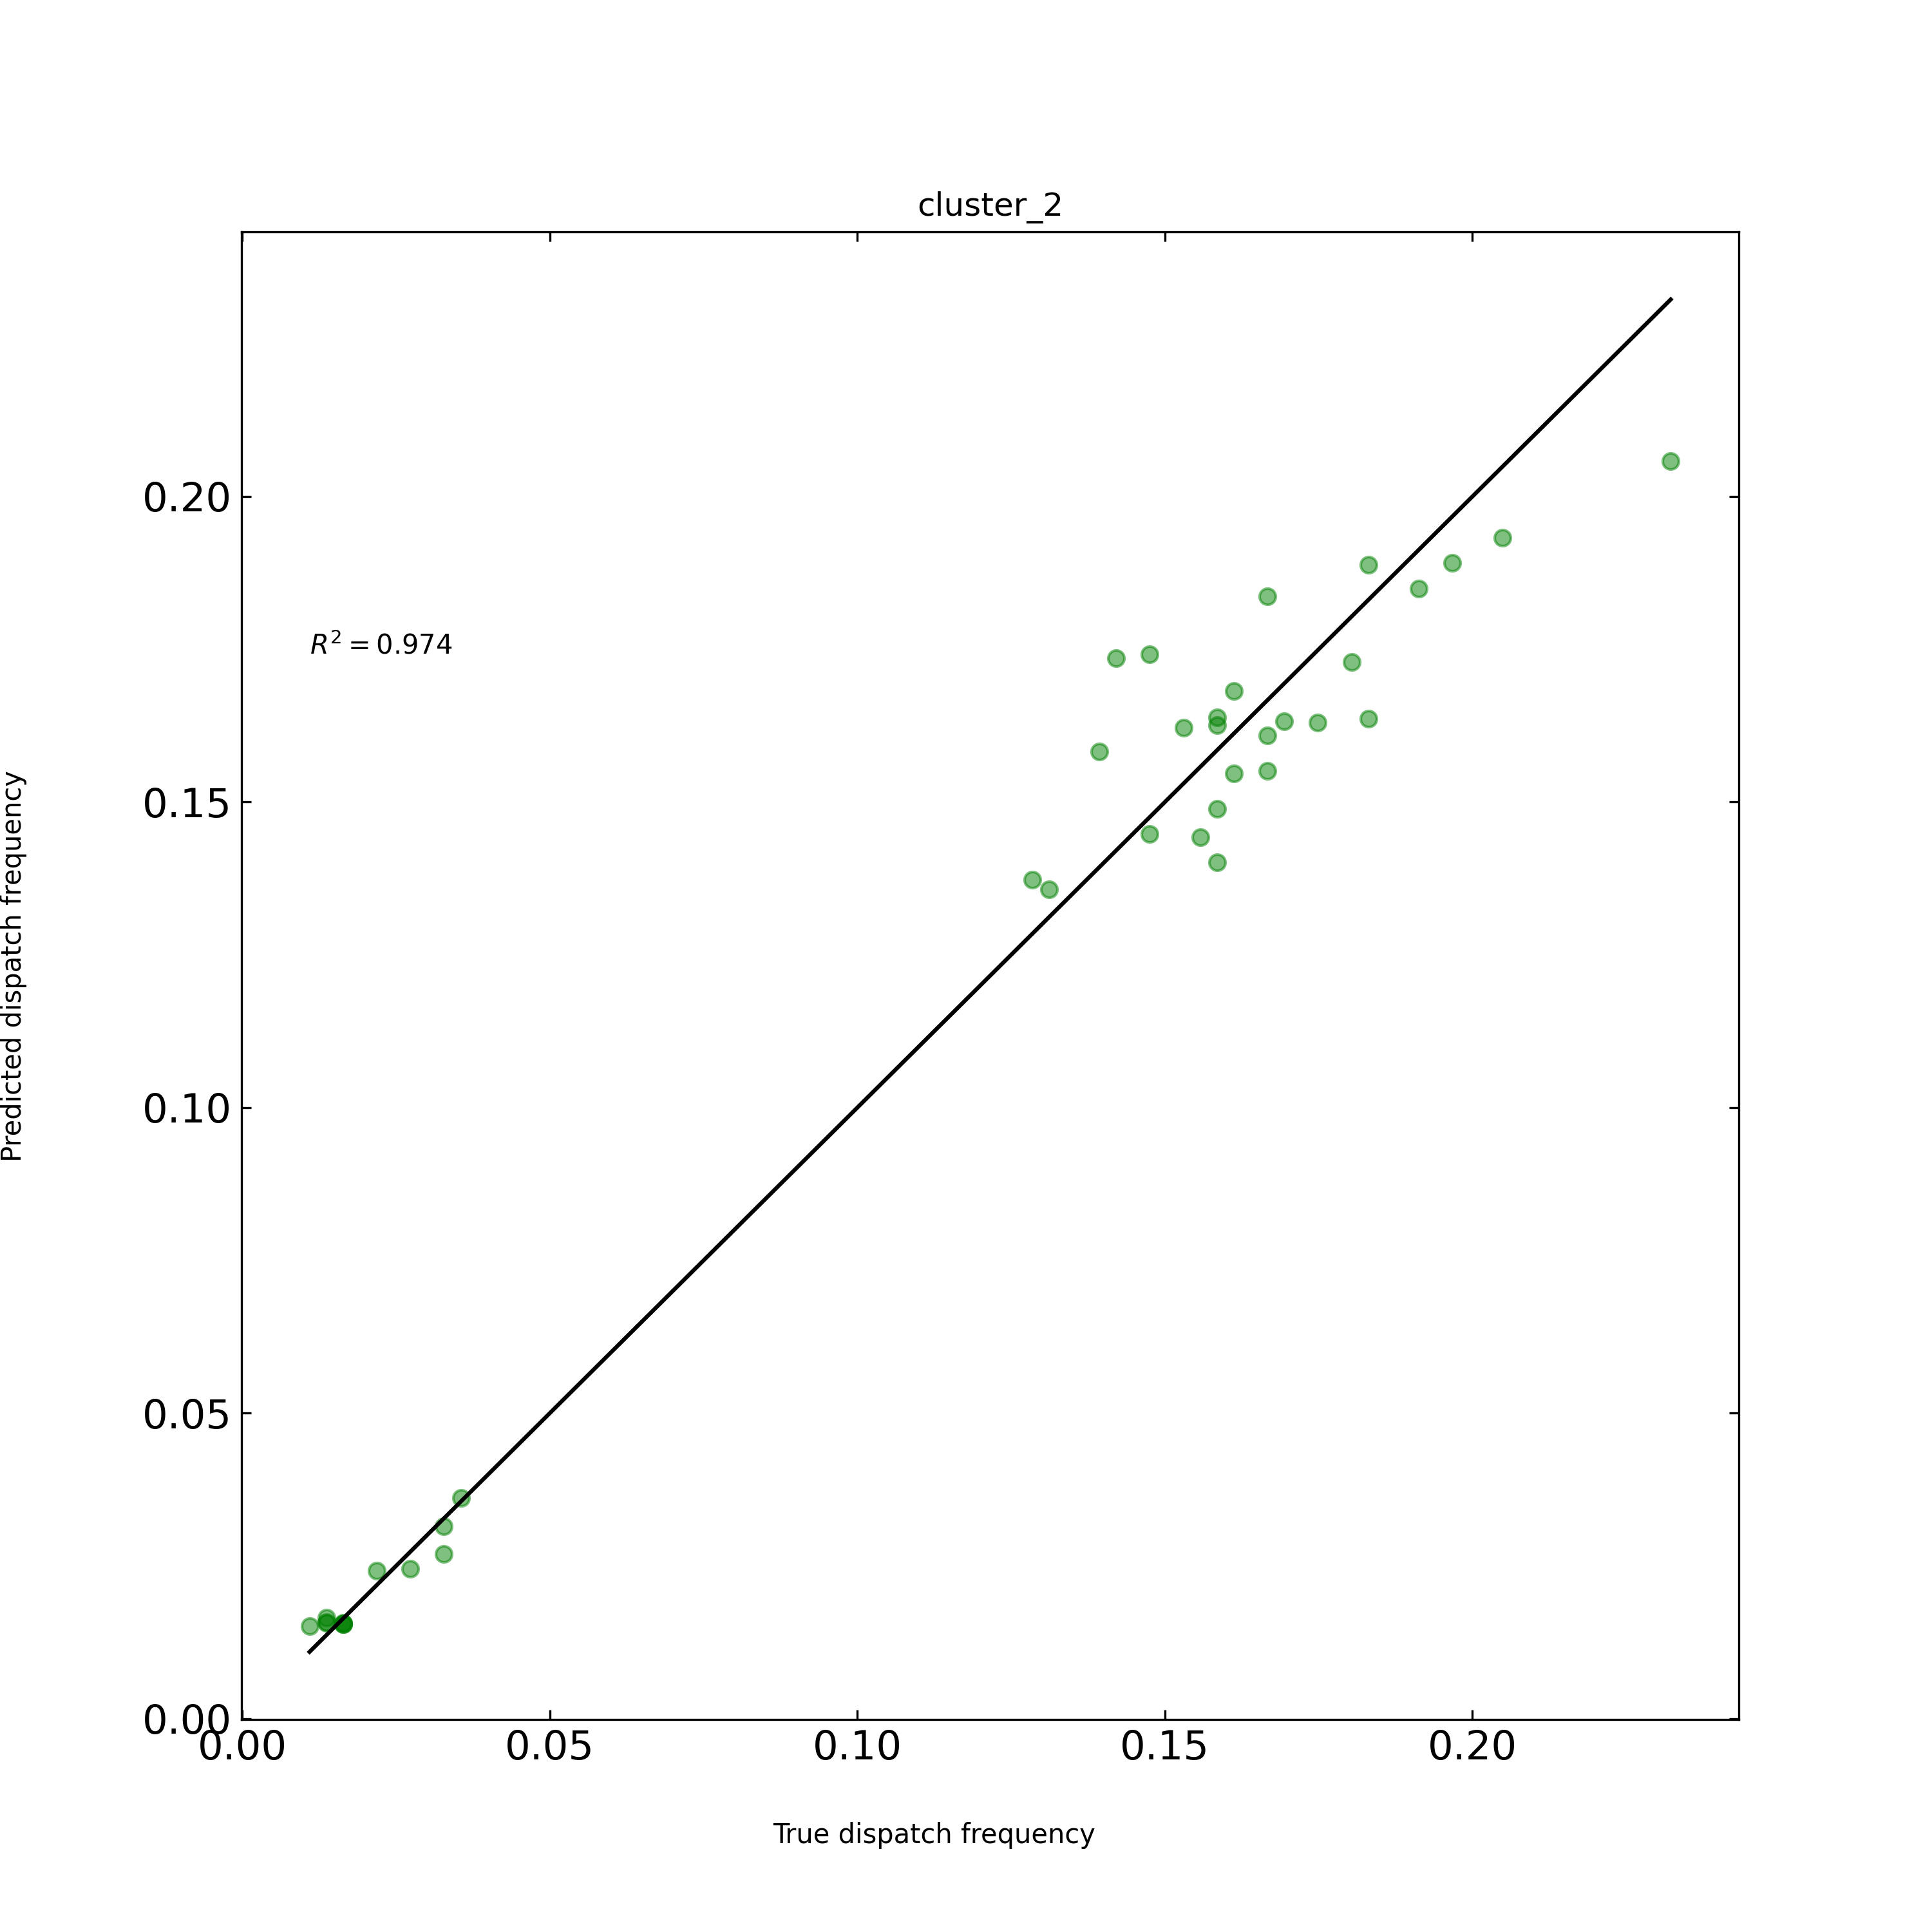 cluster_2
R² = 0.974
Predicted dispatch frequency
0.20
0.15
0.10
0.05
0.00
0.00 0.05 0.10 0.15 0.20
True dispatch frequency